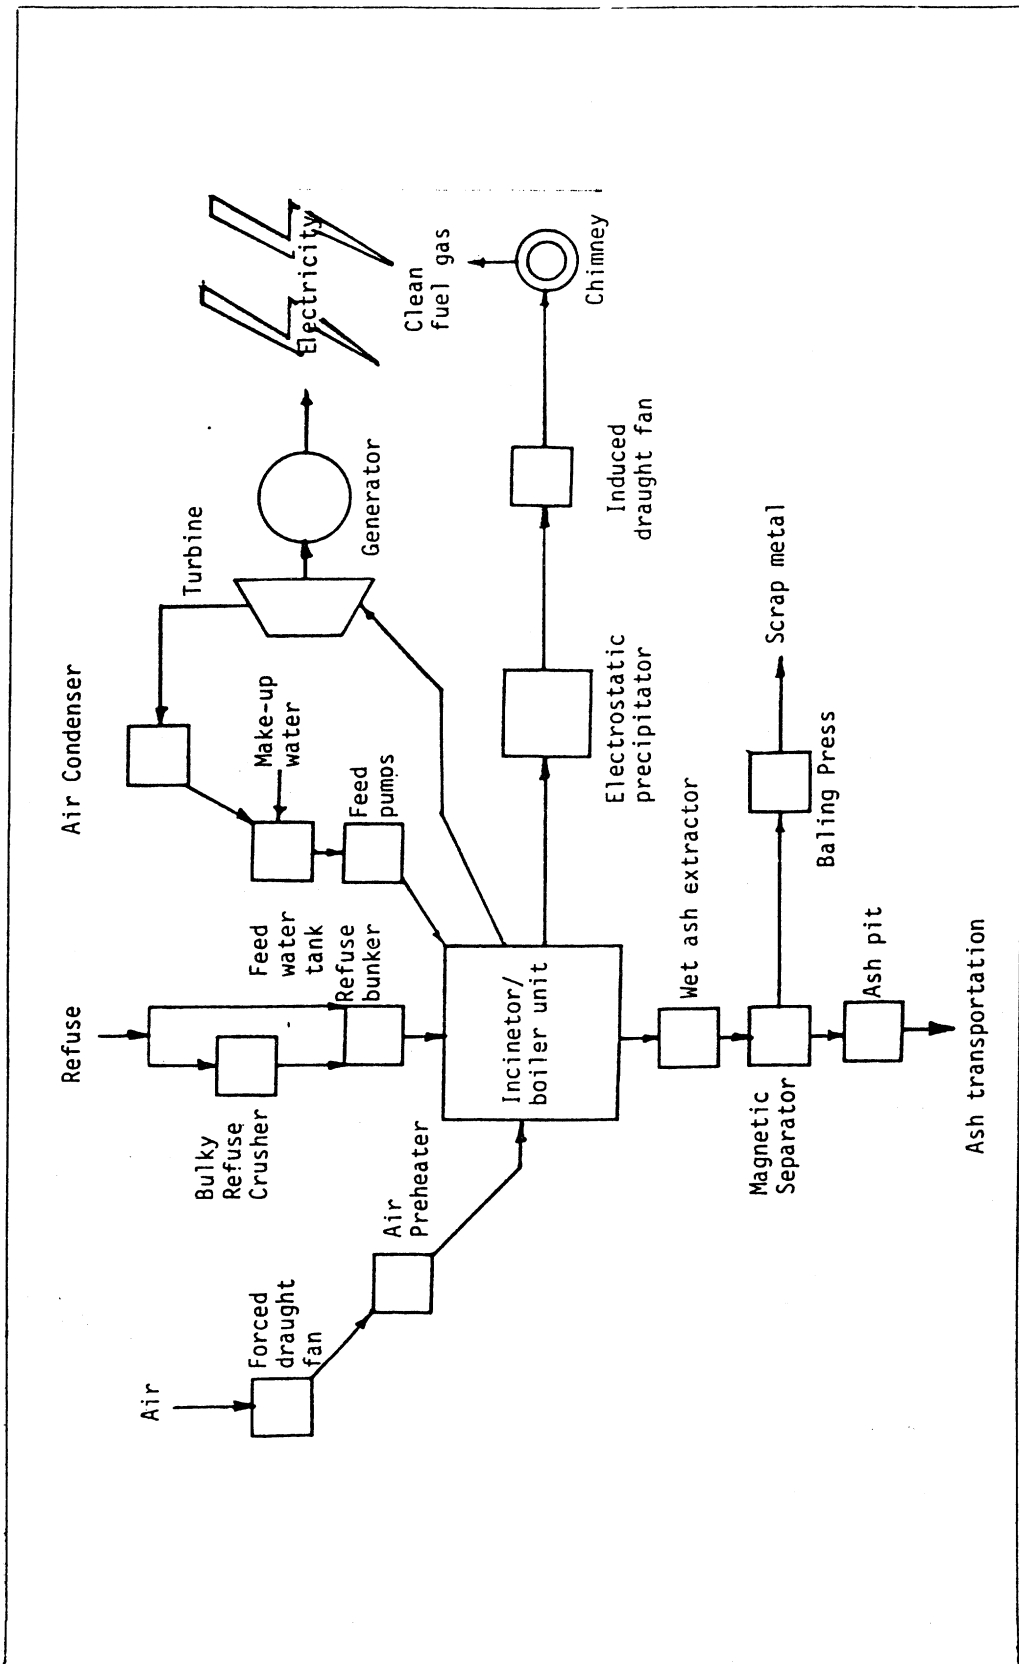 Refuse
Air Condenser
Air
Forced
draught
fan
Air
Preheater
Bulky
Refuse
Crusher
Refuse
bunker
Feed
water
tank
Make-up
water
Feed
pumps
Turbine
Generator
Electricity
Incinetor/
boiler unit
Clean
fuel gas
Electrostatic
precipitator
Induced
draught fan
Chimney
Wet ash extractor
Magnetic
Separator
Baling Press
Scrap metal
Ash pit
Ash transportation